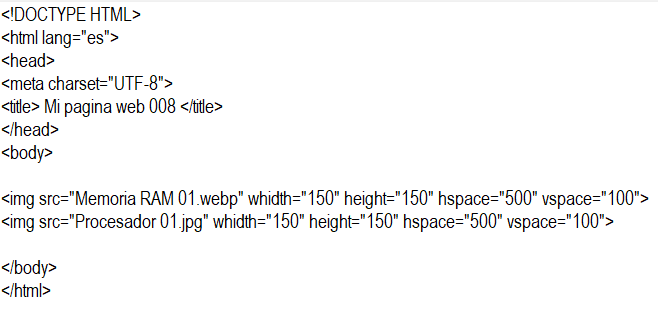 <!DOCTYPE HTML>
<html lang="es">
<head>
<meta charset="UTF-8">
<title> Mi pagina web 008 </title>
</head>
<body>
<img src="Memoria RAM 01.webp" whidth="150" height="150" hspace="500" vspace="100">
<img src="Procesador 01.jpg" whidth="150" height="150" hspace="500" vspace="100">
</body>
</html>